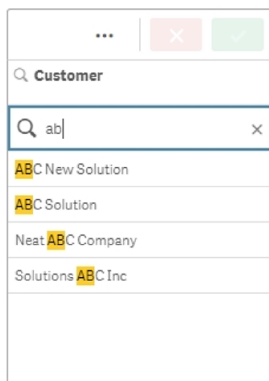 Customer
ab
ABC New Solution
ABC Solution
Neat ABC Company
Solutions ABC Inc